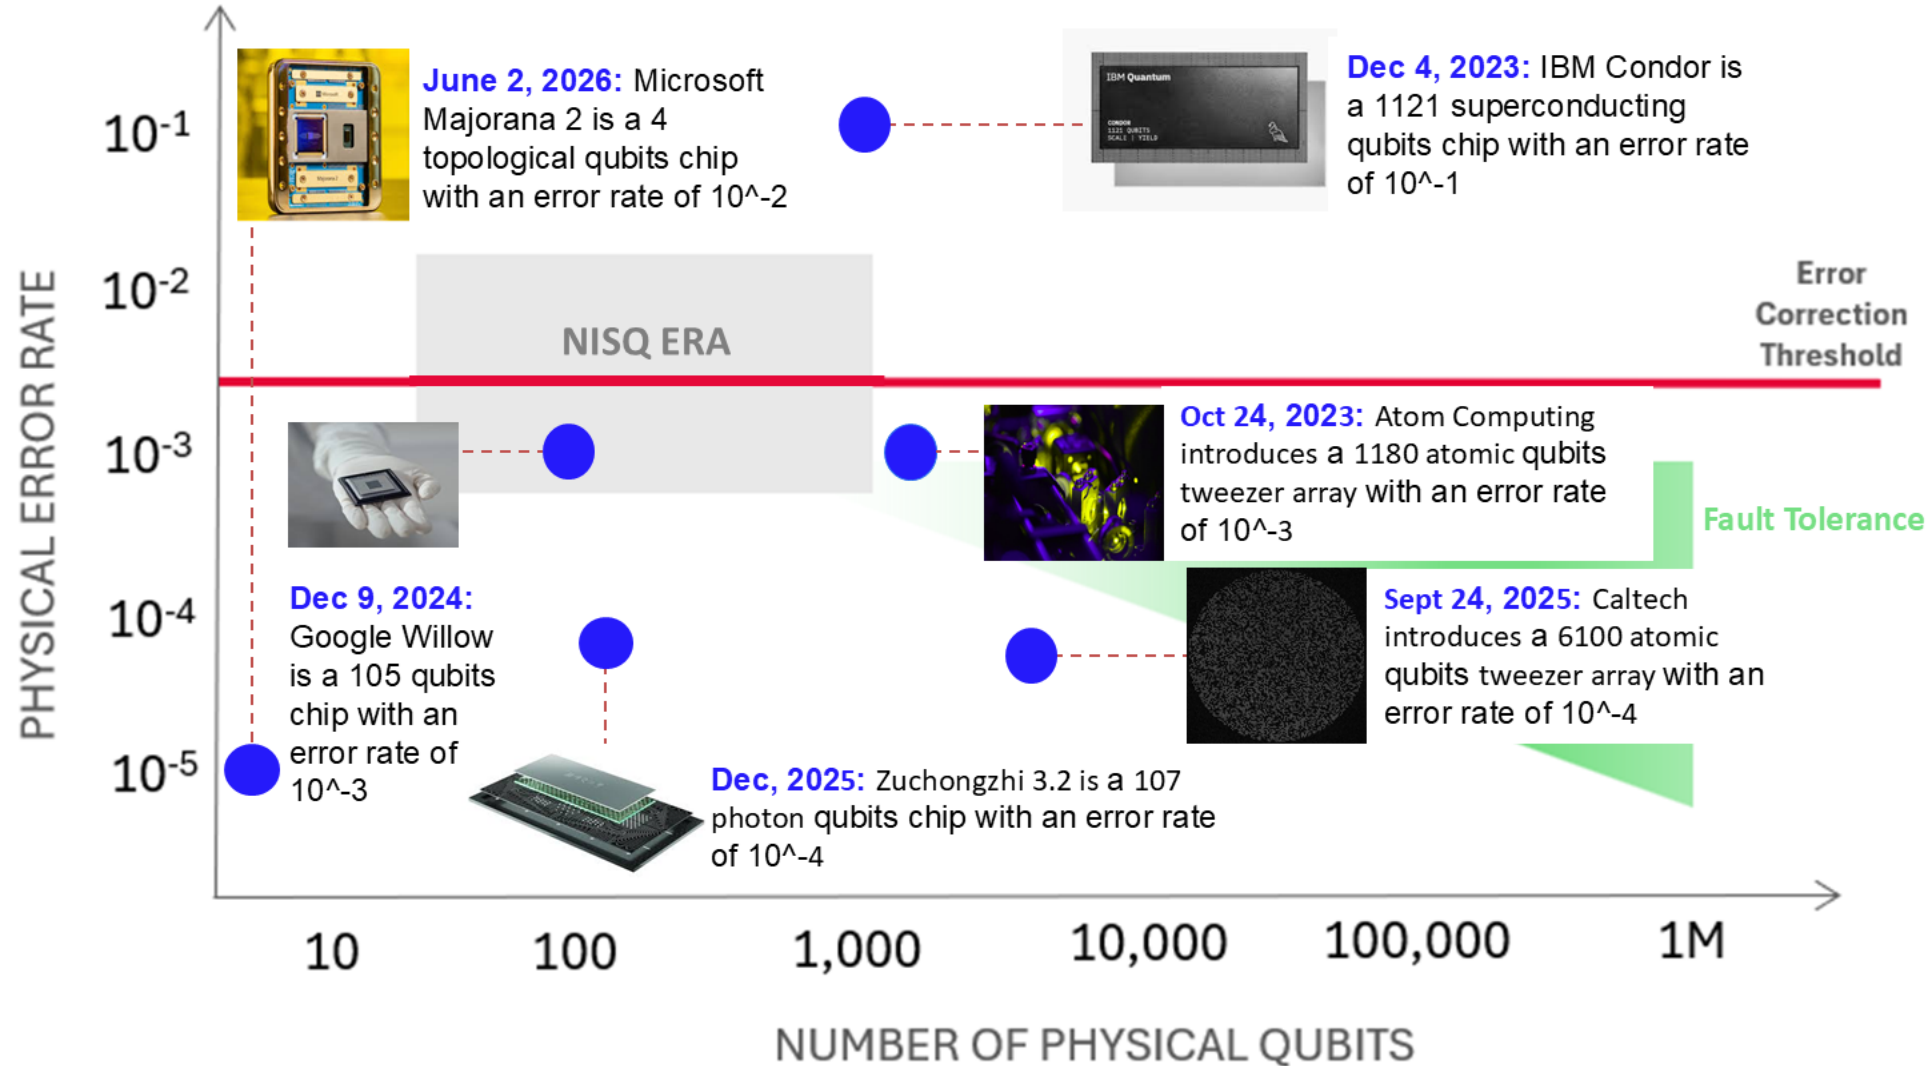 June 2, 2026: Microsoft
Majorana 2 is a 4
topological qubits chip
with an error rate of 10^-2
IBM Quantum
CONDOR
1121 QUBITS
SCALE | YIELD
Dec 4, 2023: IBM Condor is
a 1121 superconducting
qubits chip with an error rate
of 10^-1
10-1
10-2
10-3
10-4
10-5
PHYSICAL ERROR RATE
NISQ ERA
Error
Correction
Threshold
Oct 24, 2023: Atom Computing
introduces a 1180 atomic qubits
tweezer array with an error rate
of 10^-3
Fault Tolerance
Dec 9, 2024:
Google Willow
is a 105 qubits
chip with an
error rate of
10^-3
Sept 24, 2025: Caltech
introduces a 6100 atomic
qubits tweezer array with an
error rate of 10^-4
Dec, 2025: Zuchongzhi 3.2 is a 107
photon qubits chip with an error rate
of 10^-4
10
100
1,000
10,000
100,000
1M
NUMBER OF PHYSICAL QUBITS